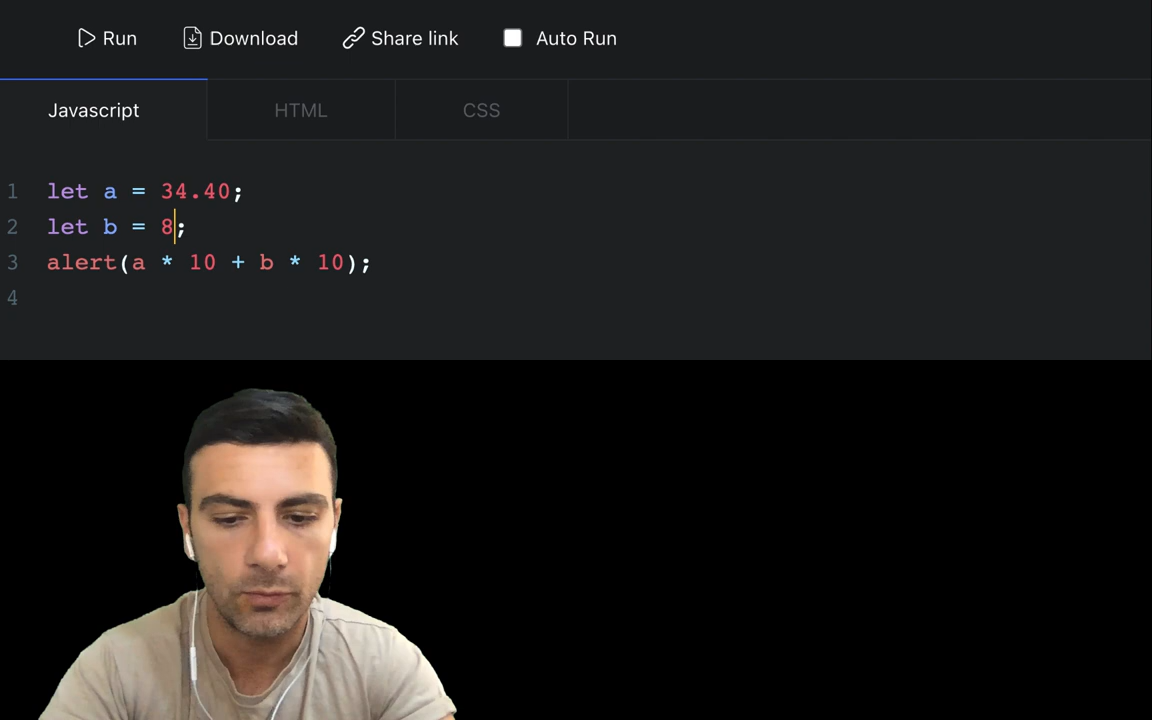 Run Download Share link Auto Run
Javascript HTML CSS
1 let a = 34.40;
2 let b = 8;
3 alert(a * 10 + b * 10);
4